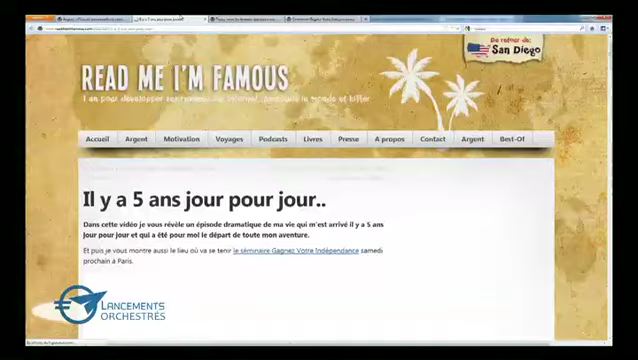 De retour de:
San Diego
READ ME I'M FAMOUS
Accueil Argent Motivation Voyages Podcasts Livres Presse A propos Contact Argent Best-Of
Il y a 5 ans jour pour jour..
Dans cette vidéo je vous révèle un épisode dramatique de ma vie qui m'est arrivé il y a 5 ans
jour pour jour et qui a été pour moi le départ de toute mon aventure.
Et puis je vous montre aussi le lieu où va se tenir le séminaire Gagnez Votre Indépendance samedi
prochain à Paris.
LANCEMENTS
ORCHESTRÉS